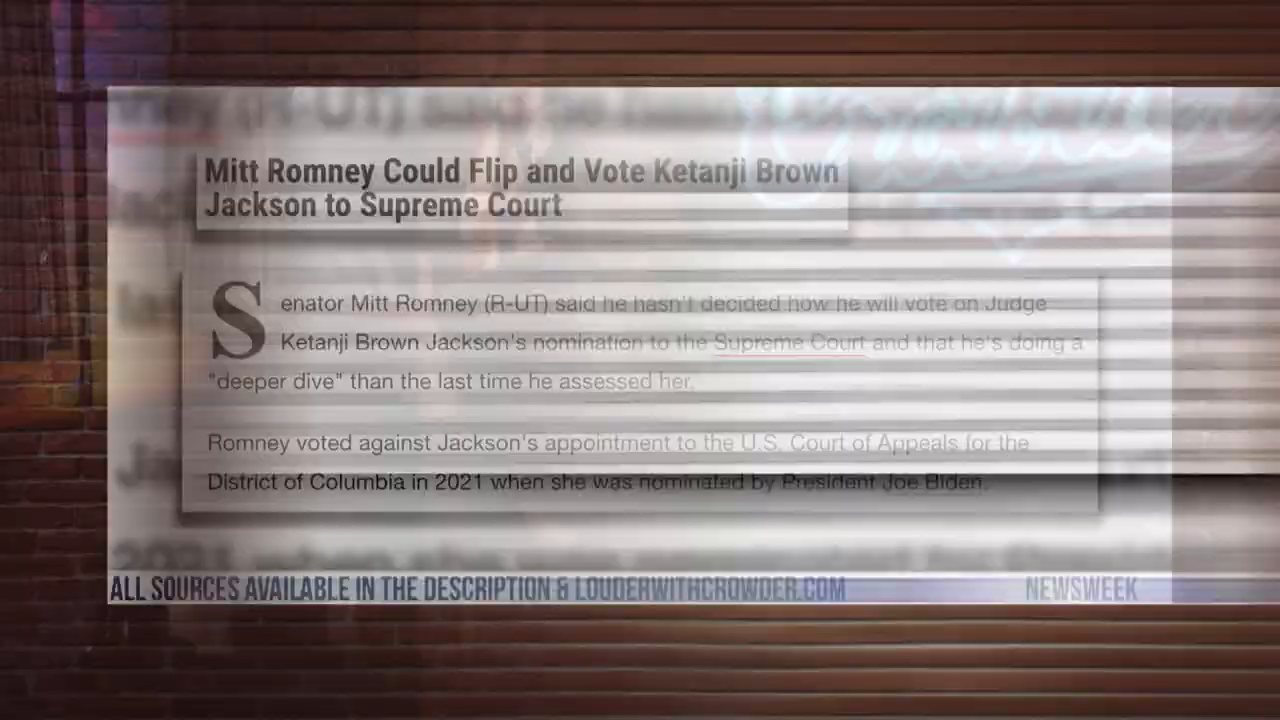 Mitt Romney Could Flip and Vote Ketanji Brown
Jackson to Supreme Court
Senator Mitt Romney (R-UT) said he hasn't decided how he will vote on Judge
Ketanji Brown Jackson's nomination to the Supreme Court and that he's doing a
"deeper dive" than the last time he assessed her.
Romney voted against Jackson's appointment to the U.S. Court of Appeals for the
District of Columbia in 2021 when she was nominated by President Joe Biden.
ALL SOURCES AVAILABLE IN THE DESCRIPTION & LOUDERWITHCROWDER.COM
NEWSWEEK